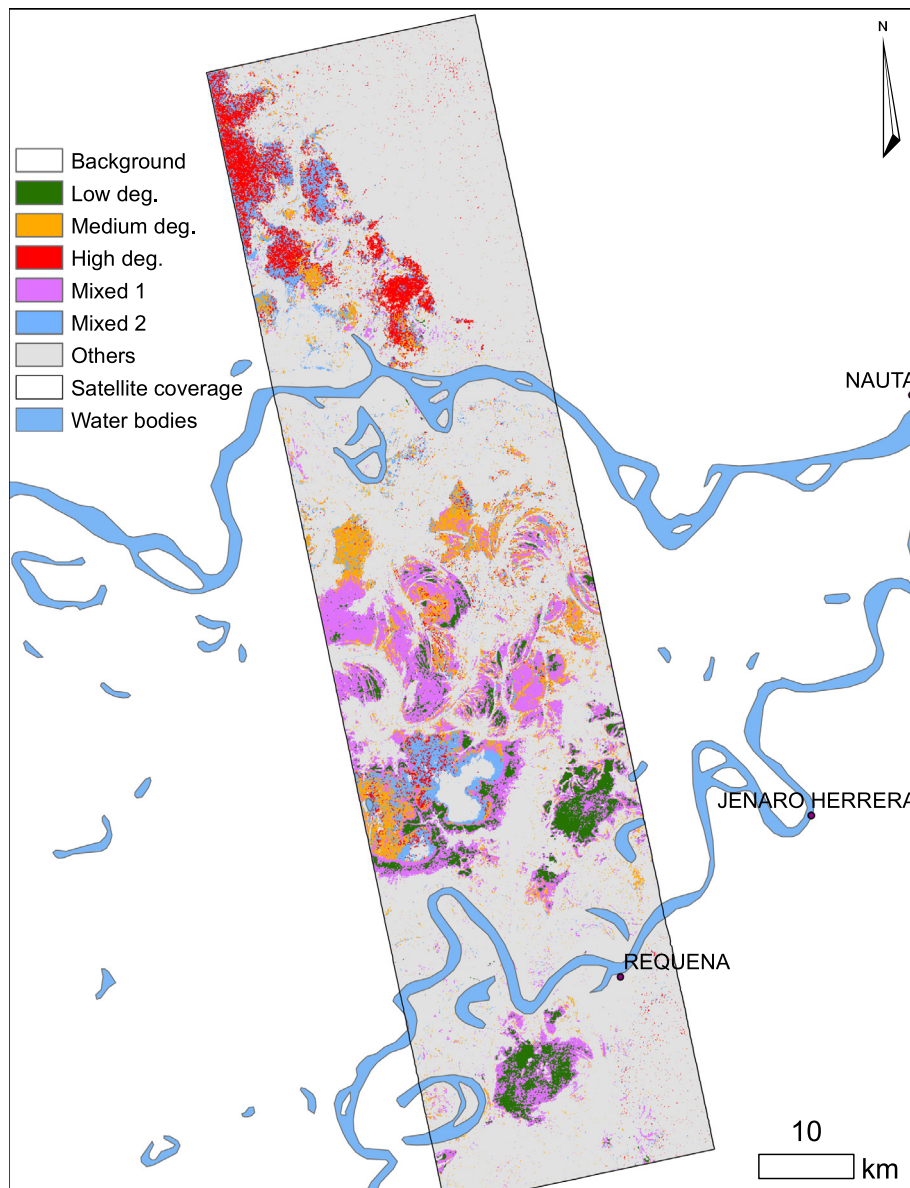 N
Background
Low deg.
Medium deg.
High deg.
Mixed 1
Mixed 2
Others
Satellite coverage
Water bodies
NAUTA
JENARO HERRERA
REQUENA
10
km